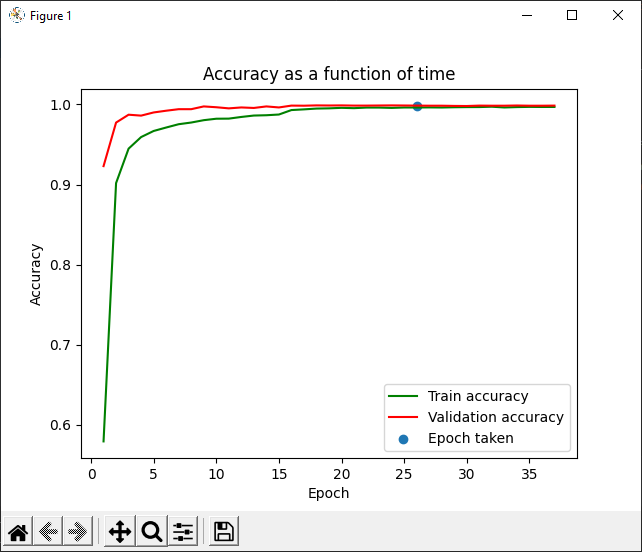 Figure 1
Accuracy as a function of time
1.0
0.9
0.8
0.7
0.6
Accuracy
Train accuracy
Validation accuracy
Epoch taken
0 5 10 15 20 25 30 35
Epoch